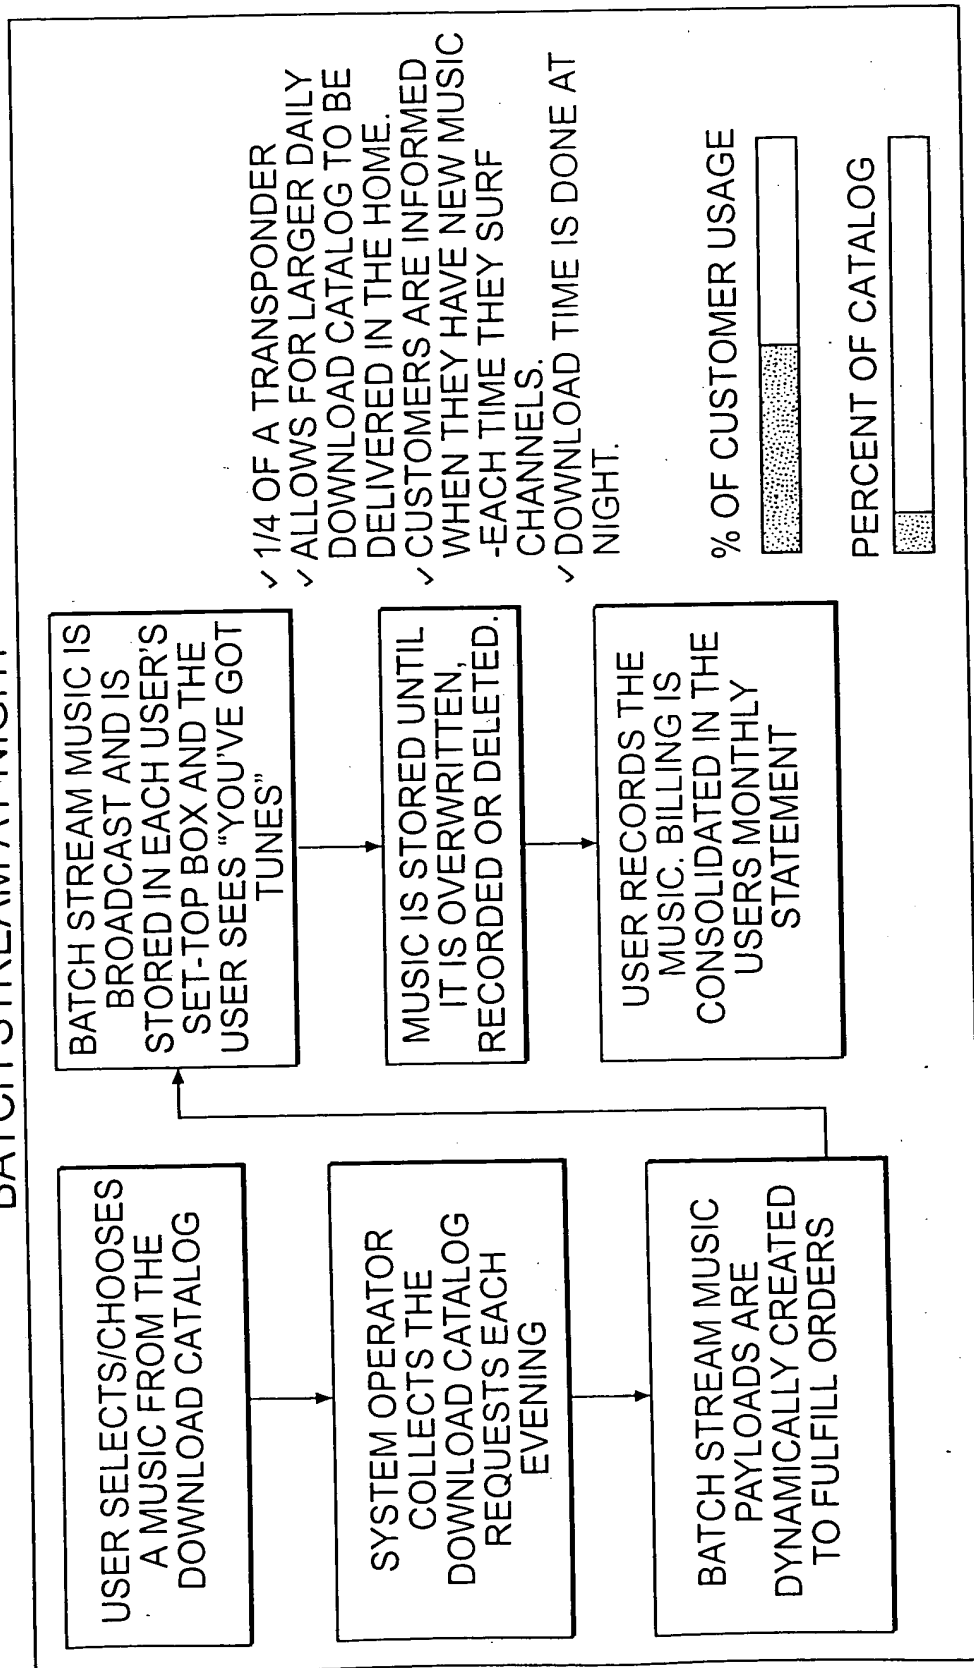 USER SELECTS/CHOOSES
A MUSIC FROM THE
DOWNLOAD CATALOG
SYSTEM OPERATOR
COLLECTS THE
DOWNLOAD CATALOG
REQUESTS EACH
EVENING
BATCH STREAM MUSIC
PAYLOADS ARE
DYNAMICALLY CREATED
TO FULFILL ORDERS
BATCH STREAM MUSIC IS
BROADCAST AND IS
STORED IN EACH USER'S
SET-TOP BOX AND THE
USER SEES "YOU'VE GOT
TUNES"
MUSIC IS STORED UNTIL
IT IS OVERWRITTEN,
RECORDED OR DELETED.
USER RECORDS THE
MUSIC. BILLING IS
CONSOLIDATED IN THE
USERS MONTHLY
STATEMENT
✓ 1/4 OF A TRANSPONDER
✓ ALLOWS FOR LARGER DAILY
DOWNLOAD CATALOG TO BE
DELIVERED IN THE HOME.
✓ CUSTOMERS ARE INFORMED
WHEN THEY HAVE NEW MUSIC
-EACH TIME THEY SURF
CHANNELS.
✓ DOWNLOAD TIME IS DONE AT
NIGHT.
% OF CUSTOMER USAGE
PERCENT OF CATALOG